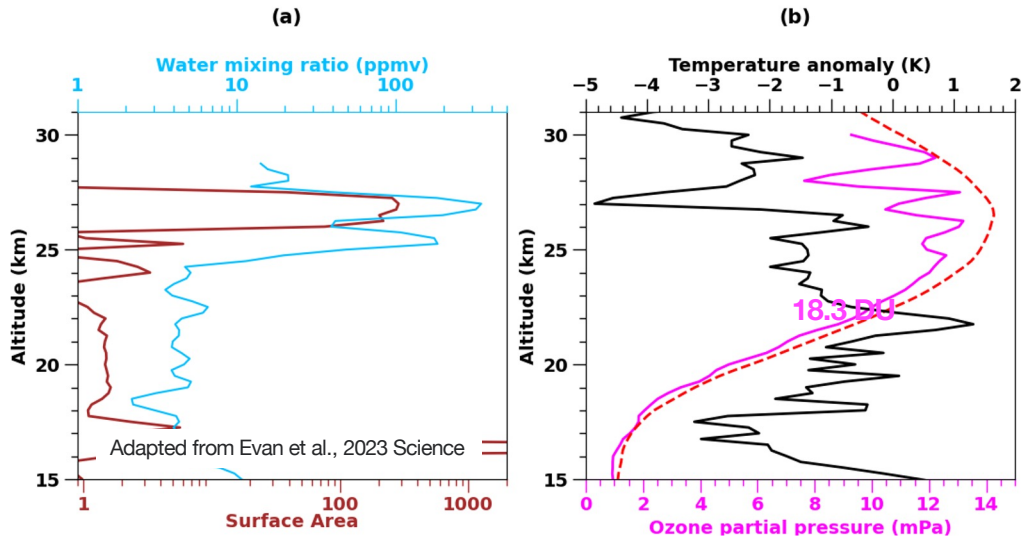 (a) (b)
Water mixing ratio (ppmv) Temperature anomaly (K)
1 10 100 −5 −4 −3 −2 −1 0 1 2
30 30
25 25
18.3 DU
20 20
Adapted from Evan et al., 2023 Science
15 15
Altitude (km) Altitude (km)
1 100 1000 0 2 4 6 8 10 12 14
Surface Area Ozone partial pressure (mPa)